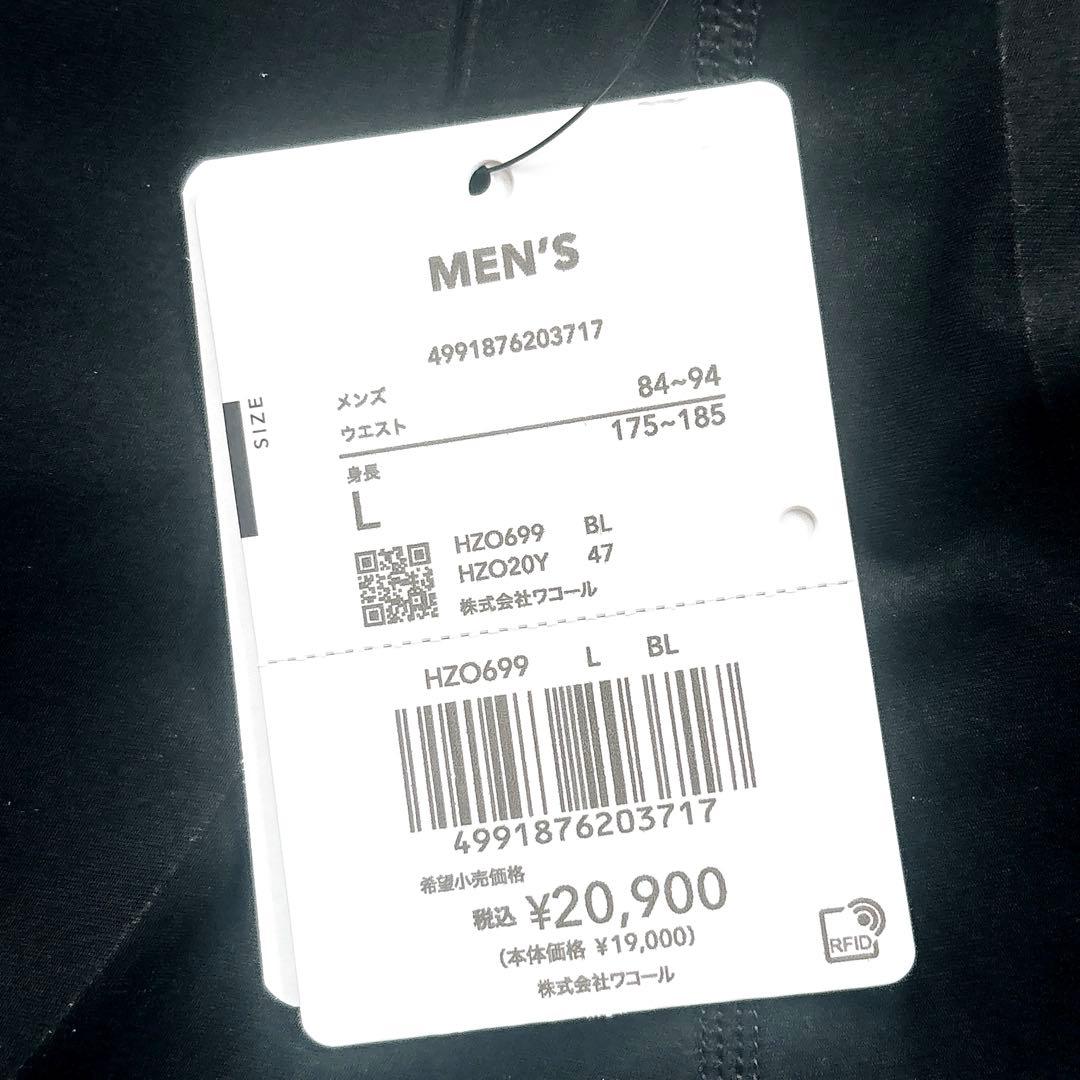 MEN'S
4991876203717
SIZE
メンズ
ウエスト 84~94
身長 175~185
L
HZO699 BL
HZO20Y 47
株式会社ワコール
HZO699 L BL
4991876203717
希望小売価格
税込 ¥20,900
(本体価格 ¥19,000)
株式会社ワコール
RFID